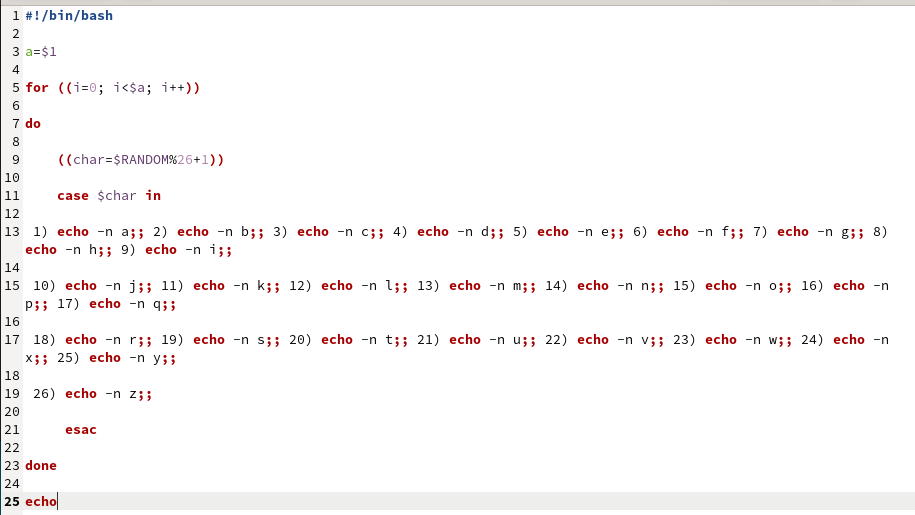 1 #!/bin/bash
2
3 a=$1
4
5 for ((i=0; i<$a; i++))
6
7 do
8
9 ((char=$RANDOM%26+1))
10
11 case $char in
12
13 1) echo -n a;; 2) echo -n b;; 3) echo -n c;; 4) echo -n d;; 5) echo -n e;; 6) echo -n f;; 7) echo -n g;; 8)
echo -n h;; 9) echo -n i;;
14
15 10) echo -n j;; 11) echo -n k;; 12) echo -n l;; 13) echo -n m;; 14) echo -n n;; 15) echo -n o;; 16) echo -n
p;; 17) echo -n q;;
16
17 18) echo -n r;; 19) echo -n s;; 20) echo -n t;; 21) echo -n u;; 22) echo -n v;; 23) echo -n w;; 24) echo -n
x;; 25) echo -n y;;
18
19 26) echo -n z;;
20
21 esac
22
23 done
24
25 echo